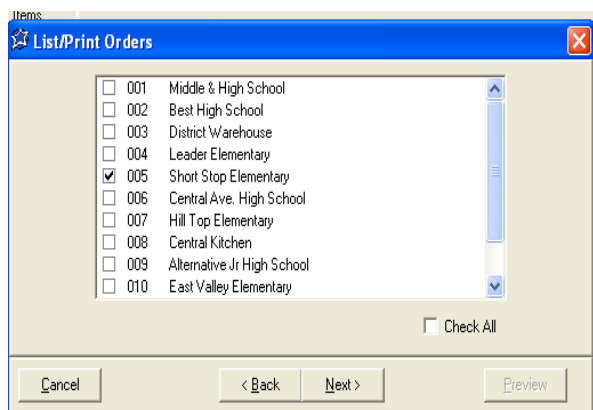 Items
List/Print Orders
001 Middle & High School
002 Best High School
003 District Warehouse
004 Leader Elementary
005 Short Stop Elementary
006 Central Ave. High School
007 Hill Top Elementary
008 Central Kitchen
009 Alternative Jr High School
010 East Valley Elementary
Check All
Cancel < Back Next > Preview